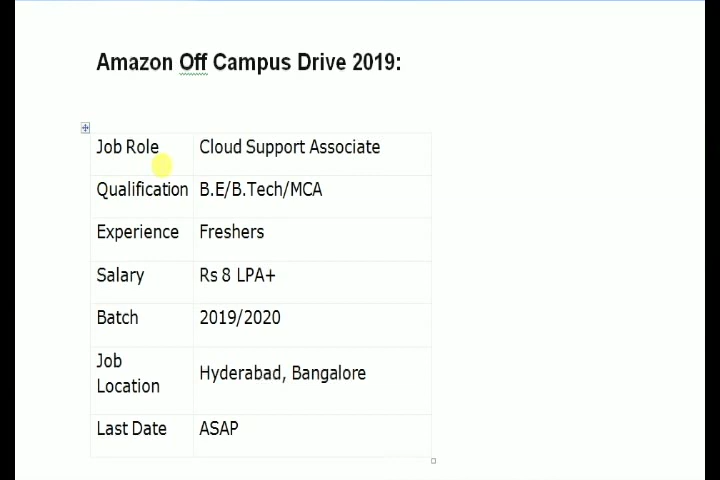 Amazon Off Campus Drive 2019:
Job Role Cloud Support Associate
Qualification B.E/B.Tech/MCA
Experience Freshers
Salary Rs 8 LPA+
Batch 2019/2020
Job
Location Hyderabad, Bangalore
Last Date ASAP